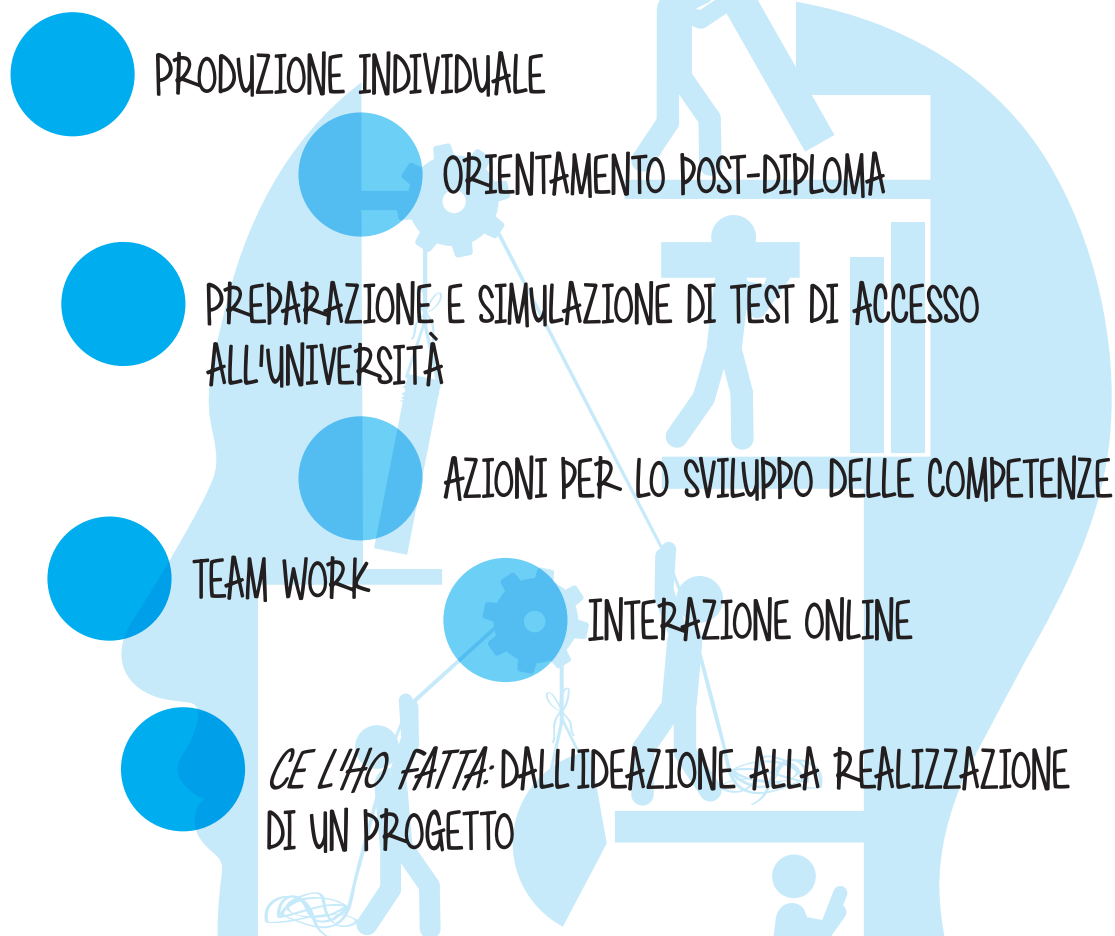 PRODUZIONE INDIVIDUALE
ORIENTAMENTO POST-DIPLOMA
PREPARAZIONE E SIMULAZIONE DI TEST DI ACCESSO
ALL'UNIVERSITÀ
AZIONI PER LO SVILUPPO DELLE COMPETENZE
TEAM WORK
INTERAZIONE ONLINE
CE L'HO FATTA: DALL'IDEAZIONE ALLA REALIZZAZIONE
DI UN PROGETTO